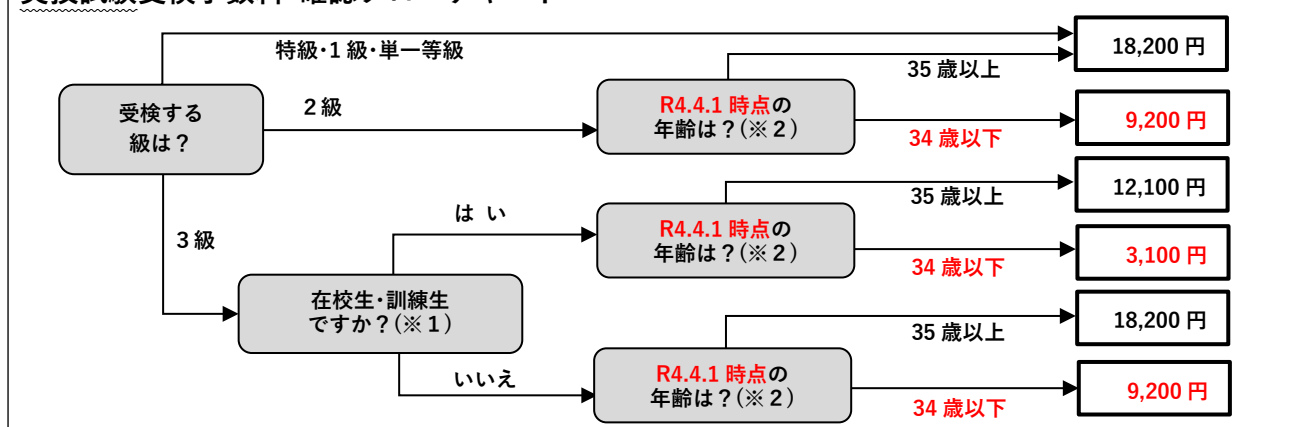 特級・1級・単一等級
18,200 円
35 歳以上
受検する
級は？
2級
R4.4.1 時点の
年齢は？(※２)
9,200 円
34 歳以下
12,100 円
35 歳以上
は い
R4.4.1 時点の
年齢は？(※２)
3級
3,100 円
34 歳以下
在校生・訓練生
ですか？(※１)
18,200 円
35 歳以上
いいえ
R4.4.1 時点の
年齢は？(※２)
9,200 円
34 歳以下